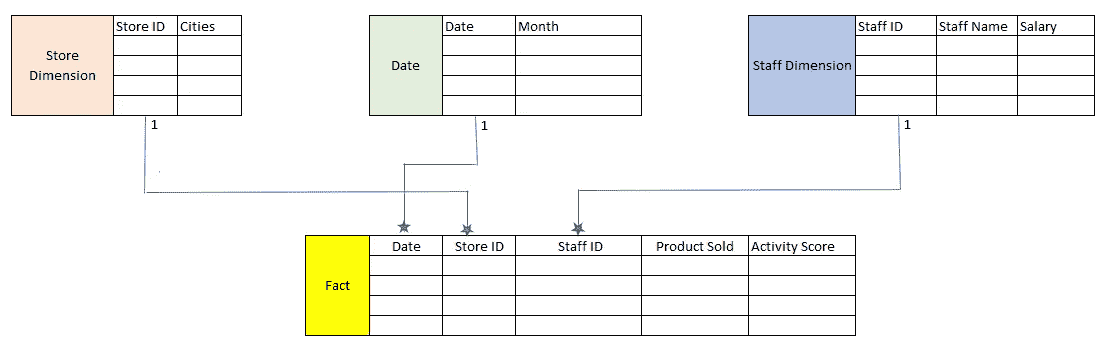 Store Dimension
Store ID Cities
Date
Date Month
Staff Dimension
Staff ID Staff Name Salary
1
1
1
Fact
Date Store ID Staff ID Product Sold Activity Score